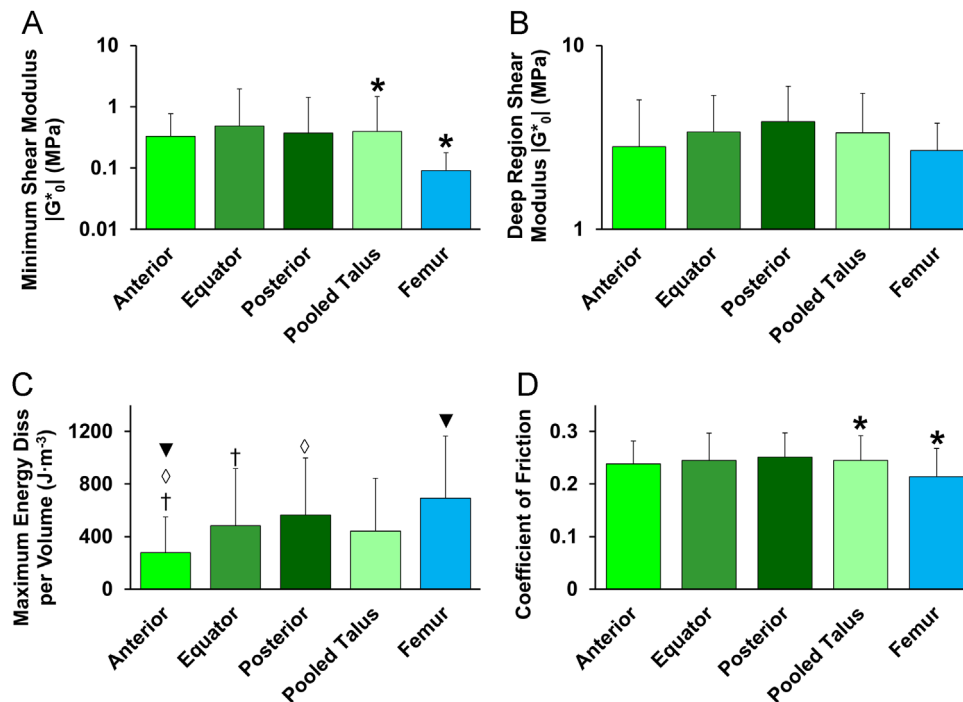 A
Minimum Shear Modulus
|G*0| (MPa)
10
1
0.1
0.01
*
*
Anterior
Equator
Posterior
Pooled Talus
Femur
B
Deep Region Shear
Modulus |G*0| (MPa)
10
1
Anterior
Equator
Posterior
Pooled Talus
Femur
C
Maximum Energy Diss
per Volume (J·m-3)
1200
800
400
0
▼
◊
†
†
◊
▼
Anterior
Equator
Posterior
Pooled Talus
Femur
D
Coefficient of Friction
0.3
0.2
0.1
0
*
*
Anterior
Equator
Posterior
Pooled Talus
Femur